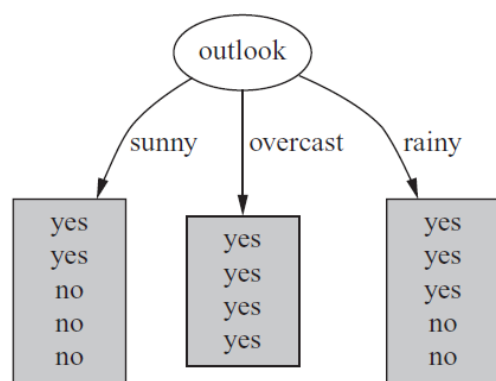 outlook
sunny
overcast
rainy
yes
yes
no
no
no
yes
yes
yes
yes
yes
yes
yes
no
no